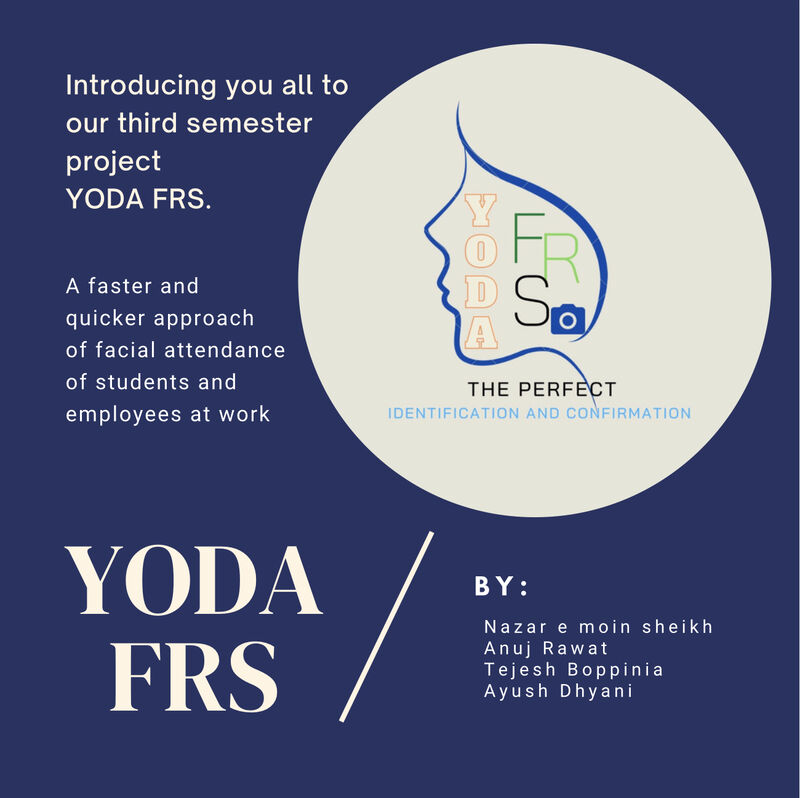 Introducing you all to
our third semester
project
YODA FRS.
A faster and
quicker approach
of facial attendance
of students and
employees at work
YODA
FRS
THE PERFECT
IDENTIFICATION AND CONFIRMATION
YODA
FRS
BY:
Nazar e moin sheikh
Anuj Rawat
Tejesh Boppinia
Ayush Dhyani